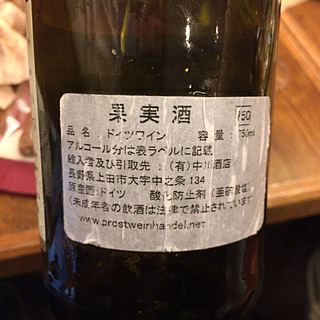 果実酒 750
品名：ドイツワイン 容量：750ml
アルコール分は表ラベルに記載
輸入者及び引取先：(有)中川酒店
長野県上田市大字中之条134
原産国:ドイツ 酸化防止剤（亜硫酸塩）
(未成年者の飲酒は法律で禁止されています
www.prostweinhandel.net